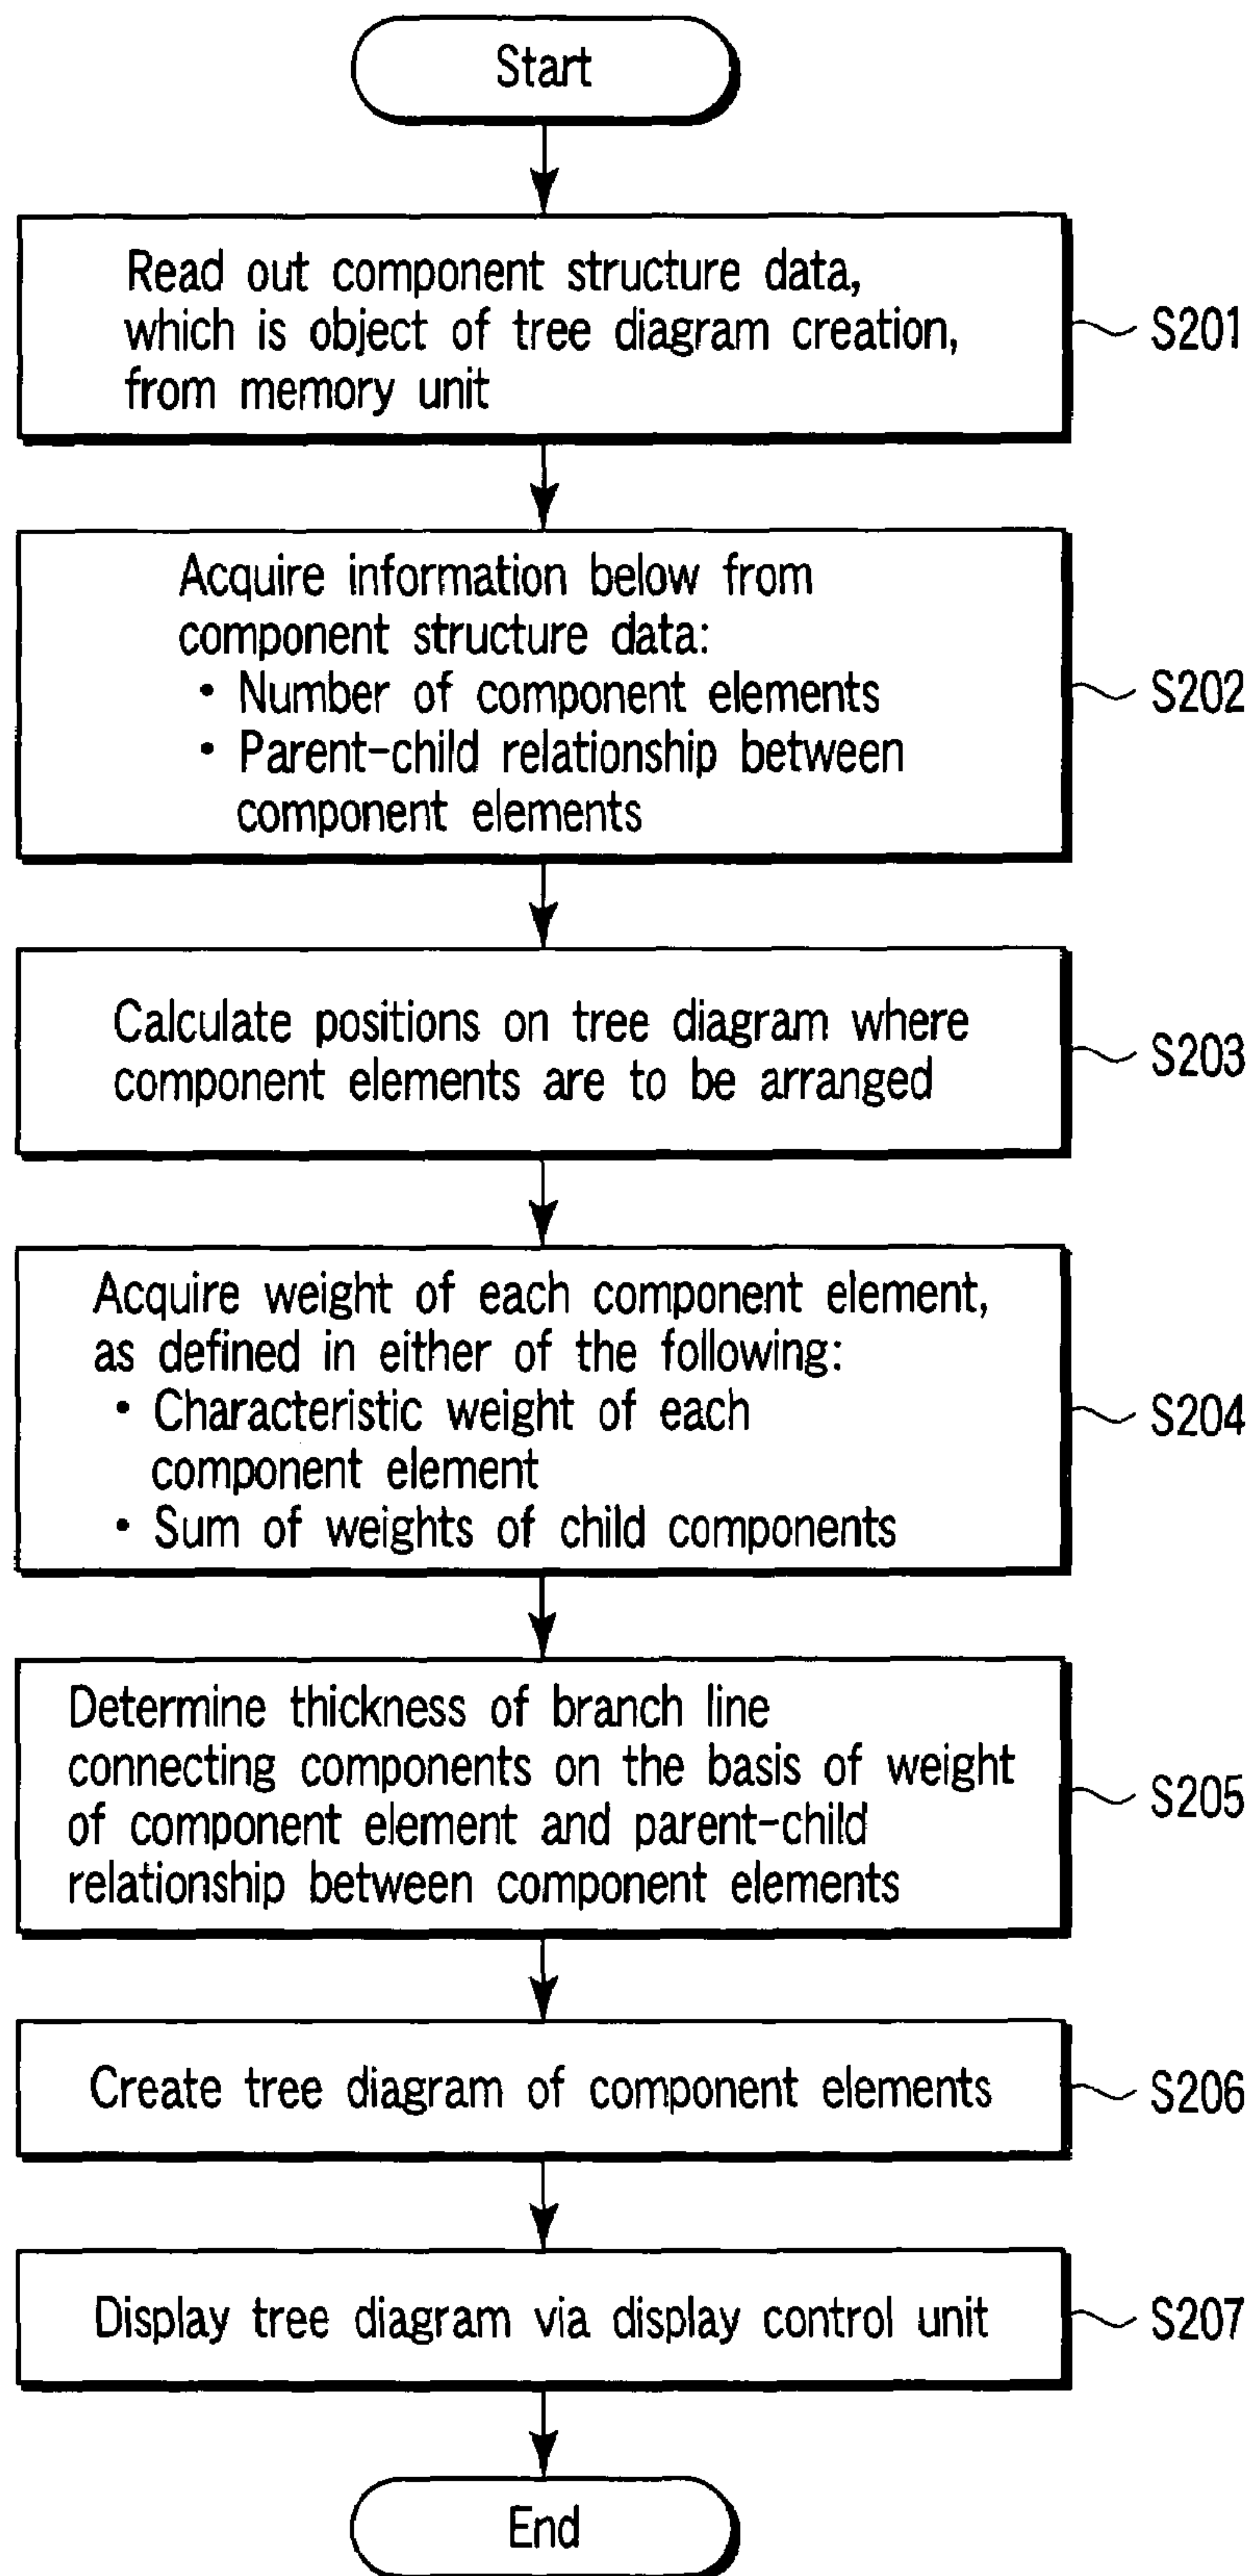 Start
Read out component structure data,
which is object of tree diagram creation,
from memory unit
S201
Acquire information below from
component structure data:
• Number of component elements
• Parent-child relationship between
component elements
S202
Calculate positions on tree diagram where
component elements are to be arranged
S203
Acquire weight of each component element,
as defined in either of the following:
• Characteristic weight of each
component element
• Sum of weights of child components
S204
Determine thickness of branch line
connecting components on the basis of weight
of component element and parent-child
relationship between component elements
S205
Create tree diagram of component elements
S206
Display tree diagram via display control unit
S207
End